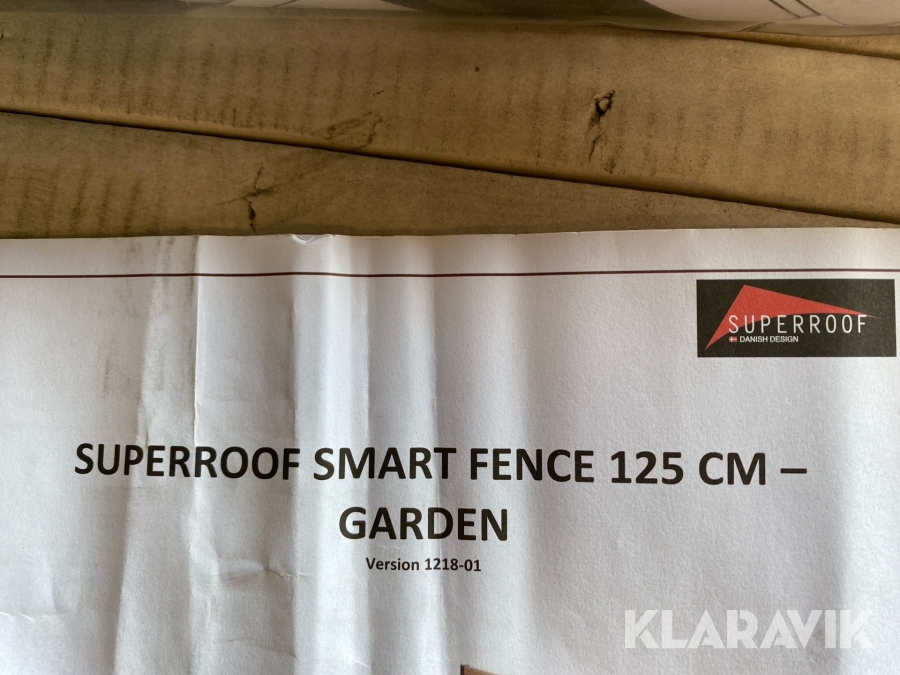 SUPERROOF
DANISH DESIGN
SUPERROOF SMART FENCE 125 CM –
GARDEN
Version 1218-01
KLARAVIK